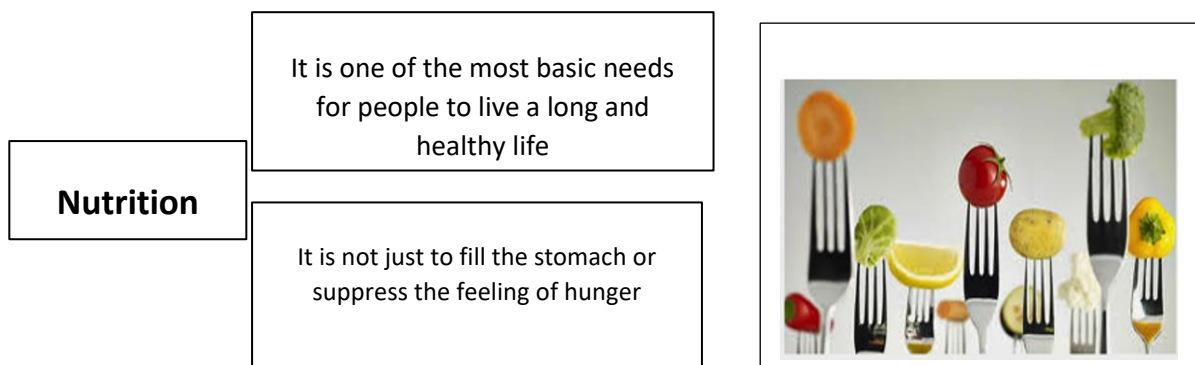 Nutrition
It is one of the most basic needs
for people to live a long and
healthy life
It is not just to fill the stomach or
suppress the feeling of hunger